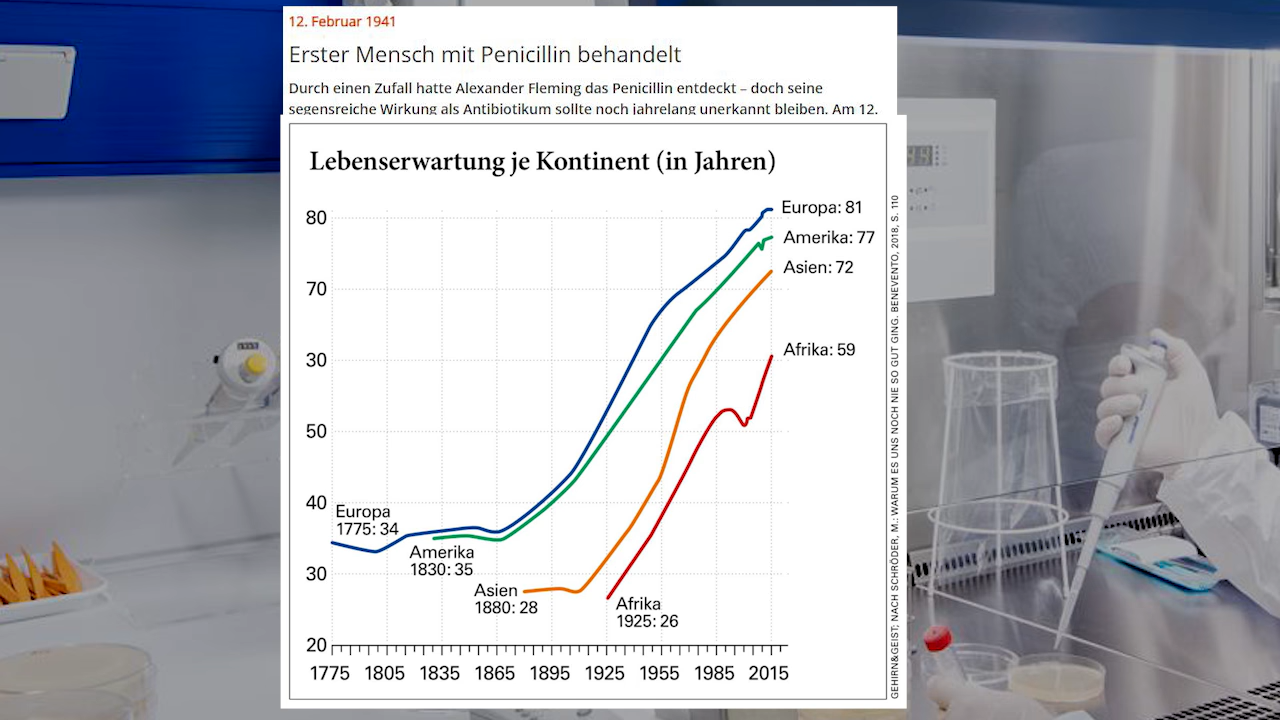 12. Februar 1941
Erster Mensch mit Penicillin behandelt
Durch einen Zufall hatte Alexander Fleming das Penicillin entdeckt – doch seine
segensreiche Wirkung als Antibiotikum sollte noch jahrelang unerkannt bleiben. Am 12.
Lebenserwartung je Kontinent (in Jahren)
80
70
30
50
40
30
20
Europa: 81
Amerika: 77
Asien: 72
Afrika: 59
Europa
1775: 34
Amerika
1830: 35
Asien
1880: 28
Afrika
1925: 26
1775 1805 1835 1865 1895 1925 1955 1985 2015
GEHIRN&GEIST; NACH SCHRÖDER, M.: WARUM ES UNS NOCH NIE SO GUT GING. BENEVENTO, 2018, S. 110